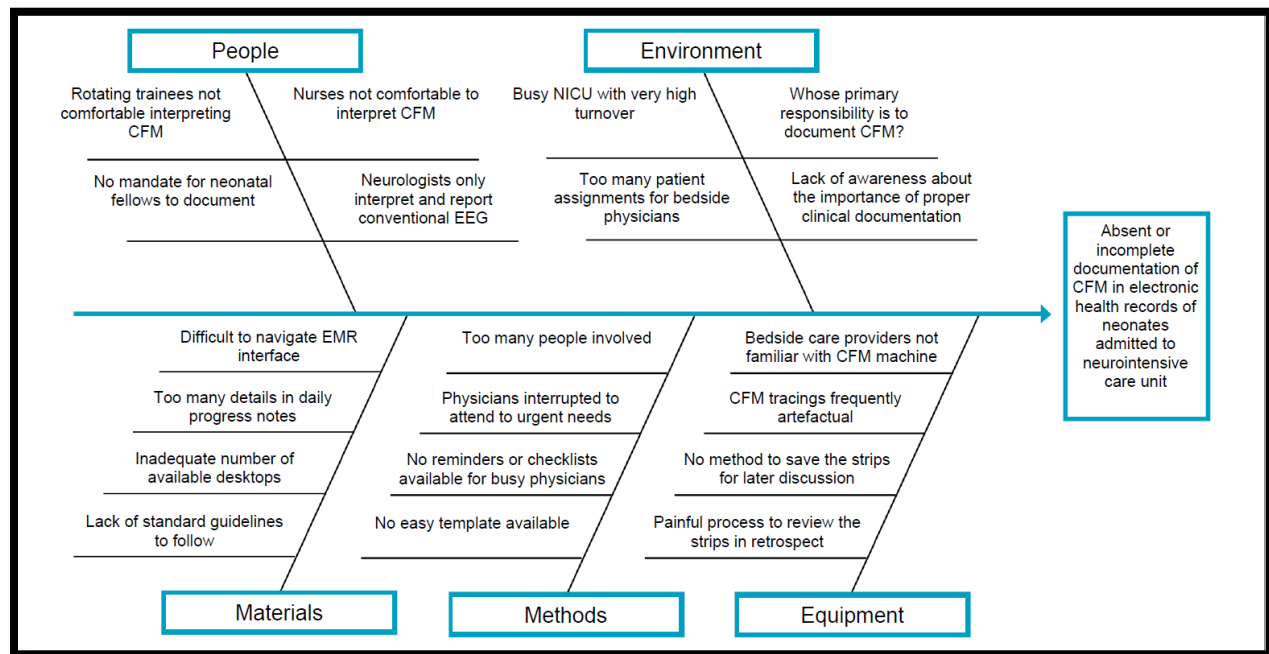 People
Environment
Rotating trainees not
comfortable interpreting
CFM
Nurses not comfortable to
interpret CFM
Busy NICU with very high
turnover
Whose primary
responsibility is to
document CFM?
No mandate for neonatal
fellows to document
Neurologists only
interpret and report
conventional EEG
Too many patient
assignments for bedside
physicians
Lack of awareness about
the importance of proper
clinical documentation
Absent or
incomplete
documentation of
CFM in electronic
health records of
neonates
admitted to
neurointensive
care unit
Difficult to navigate EMR
interface
Too many details in daily
progress notes
Inadequate number of
available desktops
Lack of standard guidelines
to follow
Too many people involved
Physicians interrupted to
attend to urgent needs
No reminders or checklists
available for busy physicians
No easy template available
Bedside care providers not
familiar with CFM machine
CFM tracings frequently
artefactual
No method to save the strips
for later discussion
Painful process to review the
strips in retrospect
Materials
Methods
Equipment